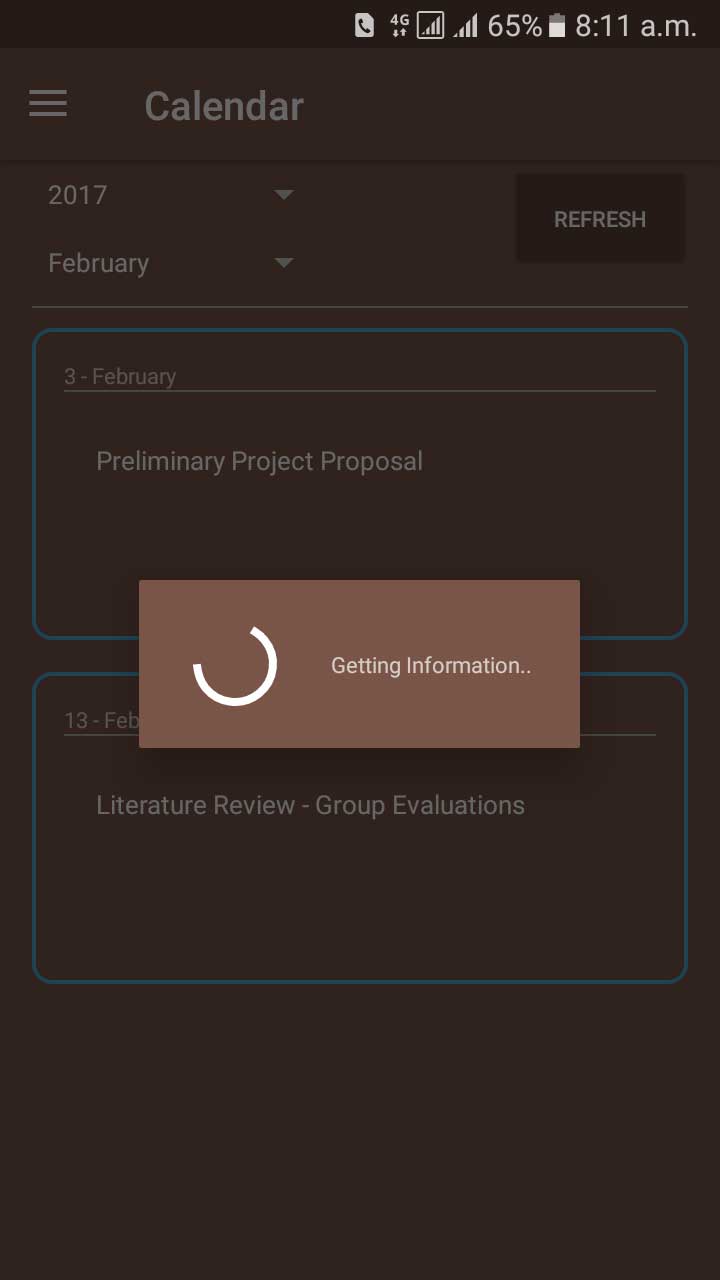 4G 65% 8:11 a.m.
Calendar
2017
REFRESH
February
3 - February
Preliminary Project Proposal
Getting Information..
13 - Feb
Literature Review - Group Evaluations